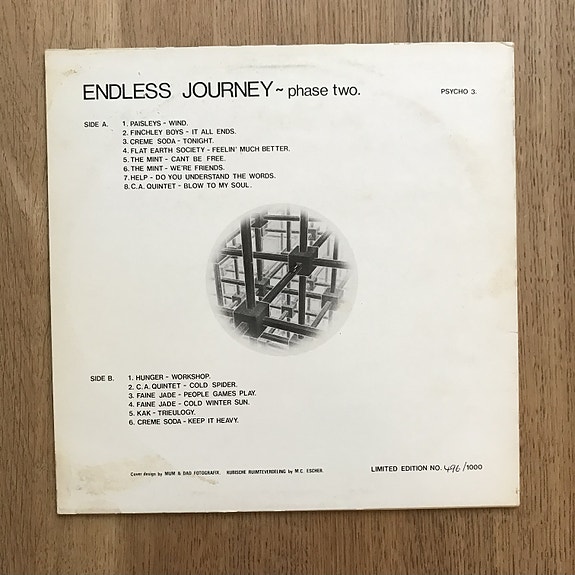 ENDLESS JOURNEY ~ phase two.
PSYCHO 3.
SIDE A. 1. PAISLEYS - WIND.
2. FINCHLEY BOYS - IT ALL ENDS.
3. CREME SODA - TONIGHT.
4. FLAT EARTH SOCIETY - FEELIN' MUCH BETTER.
5. THE MINT - CANT BE FREE.
6. THE MINT - WE'RE FRIENDS.
7. HELP - DO YOU UNDERSTAND THE WORDS.
8. C.A. QUINTET - BLOW TO MY SOUL.
SIDE B. 1. HUNGER - WORKSHOP.
2. C.A. QUINTET - COLD SPIDER.
3. FAINE JADE - PEOPLE GAMES PLAY.
4. FAINE JADE - COLD WINTER SUN.
5. KAK - TRIEULOGY.
6. CREME SODA - KEEP IT HEAVY.
Cover design by MUM & DAD FOTOGRAFIX. KUBISCHE RUIMTEVERDELING by M.C. ESCHER.
LIMITED EDITION NO. 496/1000